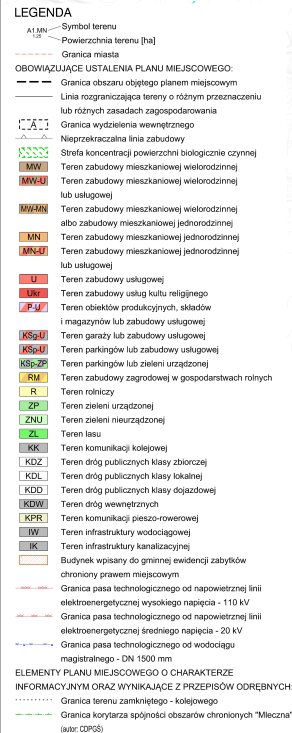 LEGENDA
A1.MN
1.25
Symbol terenu
Powierzchnia terenu [ha]
Granica miasta
OBOWIĄZUJĄCE USTALENIA PLANU MIEJSCOWEGO:
Granica obszaru objętego planem miejscowym
Linia rozgraniczająca tereny o różnym przeznaczeniu
lub różnych zasadach zagospodarowania
A Granica wydzielenia wewnętrznego
Nieprzekraczalna linia zabudowy
Strefa koncentracji powierzchni biologicznie czynnej
MW Teren zabudowy mieszkaniowej wielorodzinnej
MW-U Teren zabudowy mieszkaniowej wielorodzinnej
lub usługowej
MW-MN Teren zabudowy mieszkaniowej wielorodzinnej
albo zabudowy mieszkaniowej jednorodzinnej
MN Teren zabudowy mieszkaniowej jednorodzinnej
MN-U Teren zabudowy mieszkaniowej jednorodzinnej
lub usługowej
U Teren zabudowy usługowej
Ukr Teren zabudowy usług kultu religijnego
P-U Teren obiektów produkcyjnych, składów
i magazynów lub zabudowy usługowej
KSg-U Teren garaży lub zabudowy usługowej
KSp-U Teren parkingów lub zabudowy usługowej
KSp-ZP Teren parkingów lub zieleni urządzonej
RM Teren zabudowy zagrodowej w gospodarstwach rolnych
R Teren rolniczy
ZP Teren zieleni urządzonej
ZNU Teren zieleni nieurządzonej
ZL Teren lasu
KK Teren komunikacji kolejowej
KDZ Teren dróg publicznych klasy zbiorczej
KDL Teren dróg publicznych klasy lokalnej
KDD Teren dróg publicznych klasy dojazdowej
KDW Teren dróg wewnętrznych
KPR Teren komunikacji pieszo-rowerowej
IW Teren infrastruktury wodociągowej
IK Teren infrastruktury kanalizacyjnej
Budynek wpisany do gminnej ewidencji zabytków
chroniony prawem miejscowym
Granica pasa technologicznego od napowietrznej linii
elektroenergetycznej wysokiego napięcia - 110 kV
Granica pasa technologicznego od napowietrznej linii
elektroenergetycznej średniego napięcia - 20 kV
Granica pasa technologicznego od wodociągu
magistralnego - DN 1500 mm
ELEMENTY PLANU MIEJSCOWEGO O CHARAKTERZE
INFORMACYJNYM ORAZ WYNIKAJĄCE Z PRZEPISÓW ODRĘBNYCH:
Granica terenu zamkniętego - kolejowego
Granica korytarza spójności obszarów chronionych "Mleczna"
(autor: CDPGŚ)